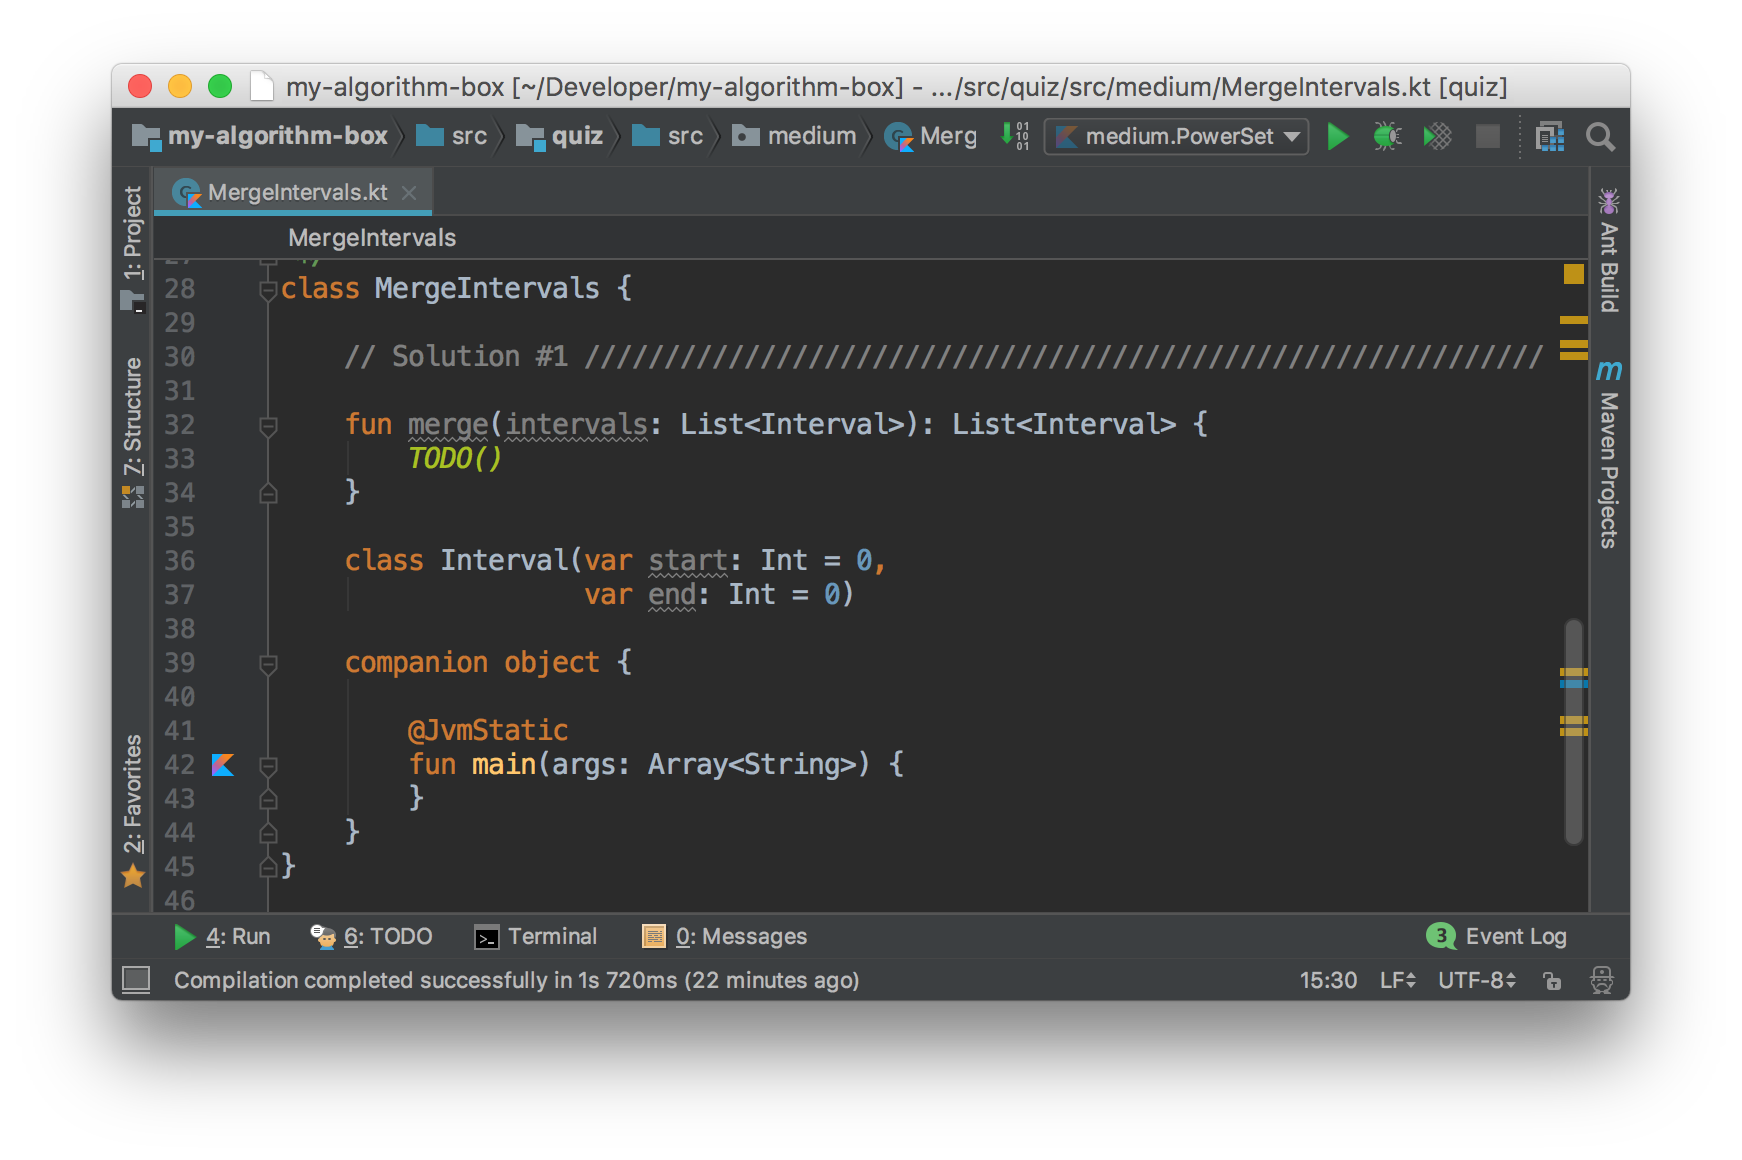 my-algorithm-box [~/Developer/my-algorithm-box] - .../src/quiz/src/medium/MergeIntervals.kt [quiz]
my-algorithm-box src quiz src medium Merg medium.PowerSet
1: Project
7: Structure
2: Favorites
MergeIntervals.kt
MergeIntervals
27 */
28 class MergeIntervals {
29
30 // Solution #1 ////////////////////////////////////////////////////////////
31
32 fun merge(intervals: List<Interval>): List<Interval> {
33 TODO()
34 }
35
36 class Interval(var start: Int = 0,
37 var end: Int = 0)
38
39 companion object {
40
41 @JvmStatic
42 fun main(args: Array<String>) {
43 }
44 }
45 }
46
Ant Build
m Maven Projects
4: Run 6: TODO Terminal 0: Messages 3 Event Log
Compilation completed successfully in 1s 720ms (22 minutes ago) 15:30 LF UTF-8